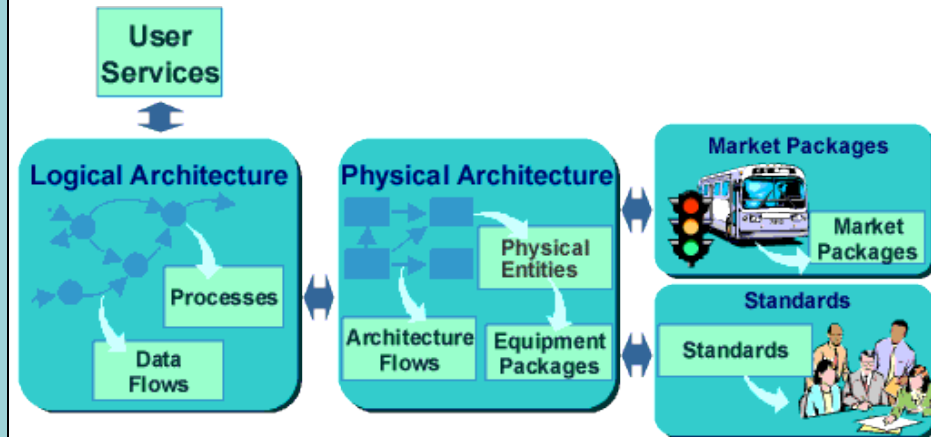 User
Services
Logical Architecture
Processes
Data
Flows
Physical Architecture
Physical
Entities
Architecture
Flows
Equipment
Packages
Market Packages
Market
Packages
Standards
Standards